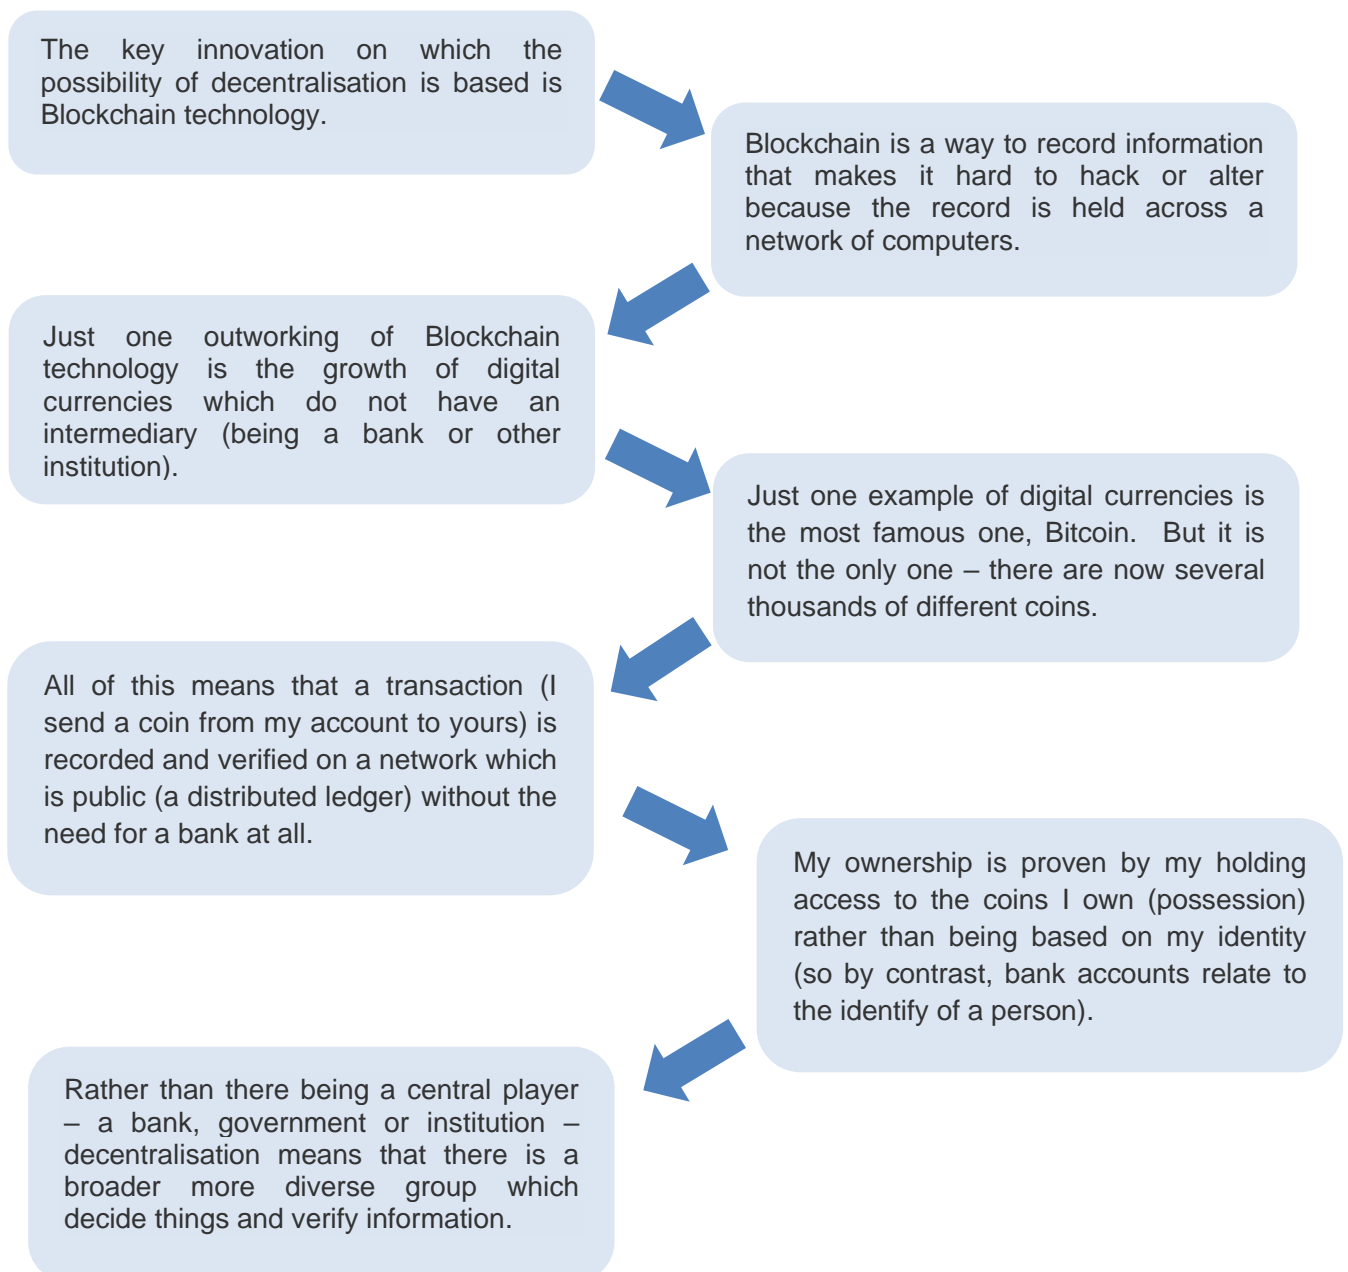 The key innovation on which the
possibility of decentralisation is based is
Blockchain technology.
Blockchain is a way to record information
that makes it hard to hack or alter
because the record is held across a
network of computers.
Just one outworking of Blockchain
technology is the growth of digital
currencies which do not have an
intermediary (being a bank or other
institution).
Just one example of digital currencies is
the most famous one, Bitcoin. But it is
not the only one – there are now several
thousands of different coins.
All of this means that a transaction (I
send a coin from my account to yours) is
recorded and verified on a network which
is public (a distributed ledger) without the
need for a bank at all.
My ownership is proven by my holding
access to the coins I own (possession)
rather than being based on my identity
(so by contrast, bank accounts relate to
the identify of a person).
Rather than there being a central player
– a bank, government or institution –
decentralisation means that there is a
broader more diverse group which
decide things and verify information.